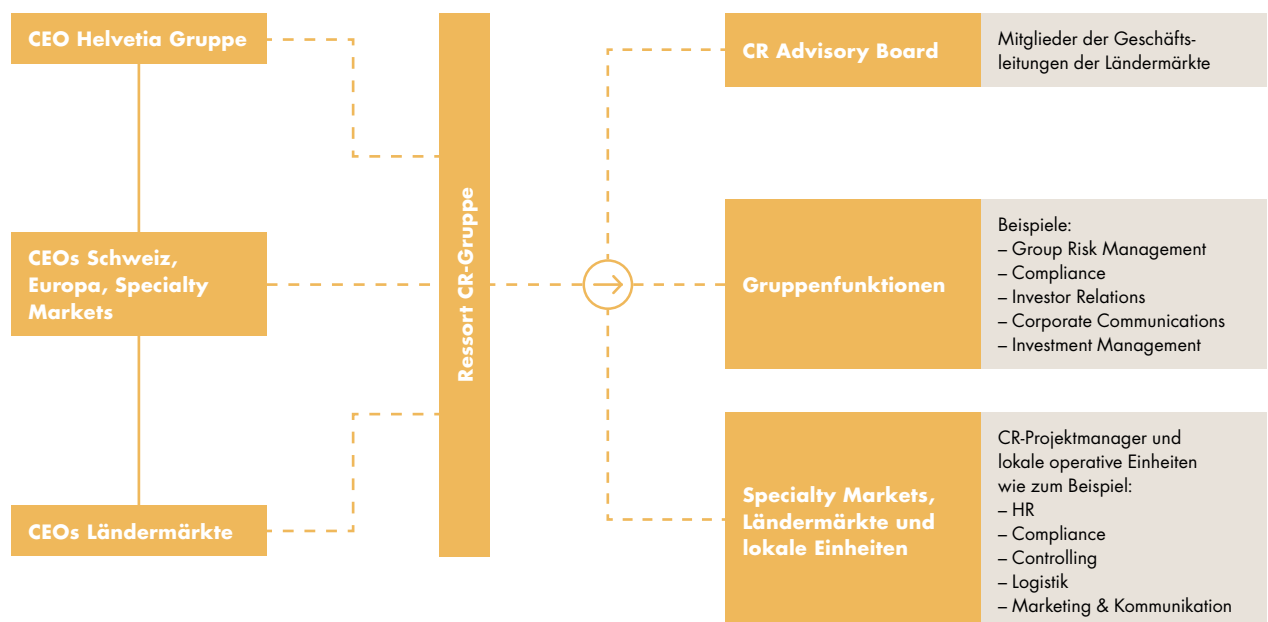 CEO Helvetia Gruppe
CEOs Schweiz,
Europa, Specialty
Markets
CEOs Ländermärkte
Ressort CR-Gruppe
CR Advisory Board
Mitglieder der Geschäfts-
leitungen der Ländermärkte
Gruppenfunktionen
Beispiele:
– Group Risk Management
– Compliance
– Investor Relations
– Corporate Communications
– Investment Management
Specialty Markets,
Ländermärkte und
lokale Einheiten
CR-Projektmanager und
lokale operative Einheiten
wie zum Beispiel:
– HR
– Compliance
– Controlling
– Logistik
– Marketing & Kommunikation